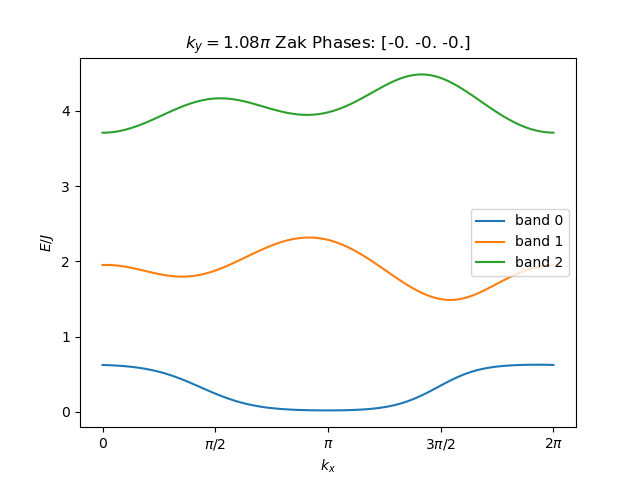 k_y = 1.08π Zak Phases: [-0. -0. -0.]
E/J
4
3
2
1
0
band 0
band 1
band 2
0
π/2
π
3π/2
2π
k_x